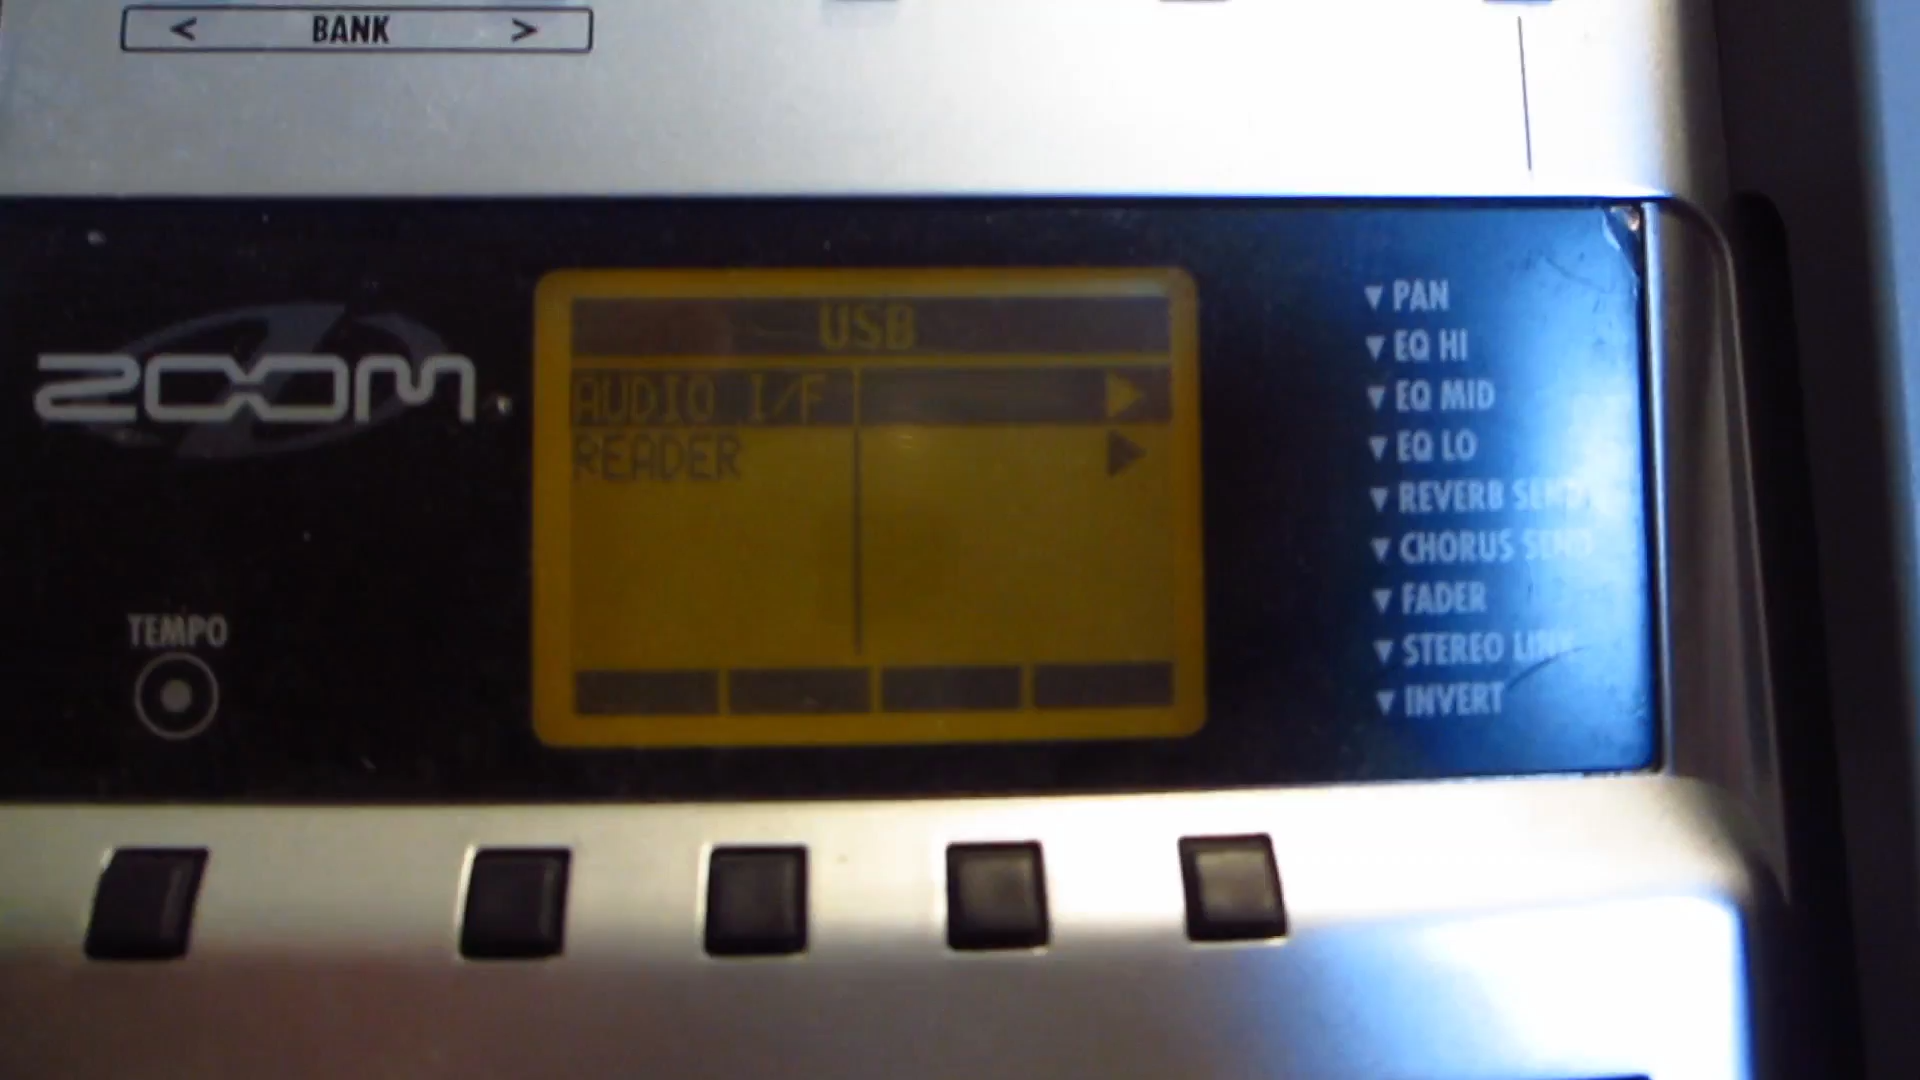 < BANK >
ZOOM
USB
AUDIO I/F ▶
READER ▶
TEMPO
▼ PAN
▼ EQ HI
▼ EQ MID
▼ EQ LO
▼ REVERB SEND
▼ CHORUS SEND
▼ FADER
▼ STEREO LINK
▼ INVERT